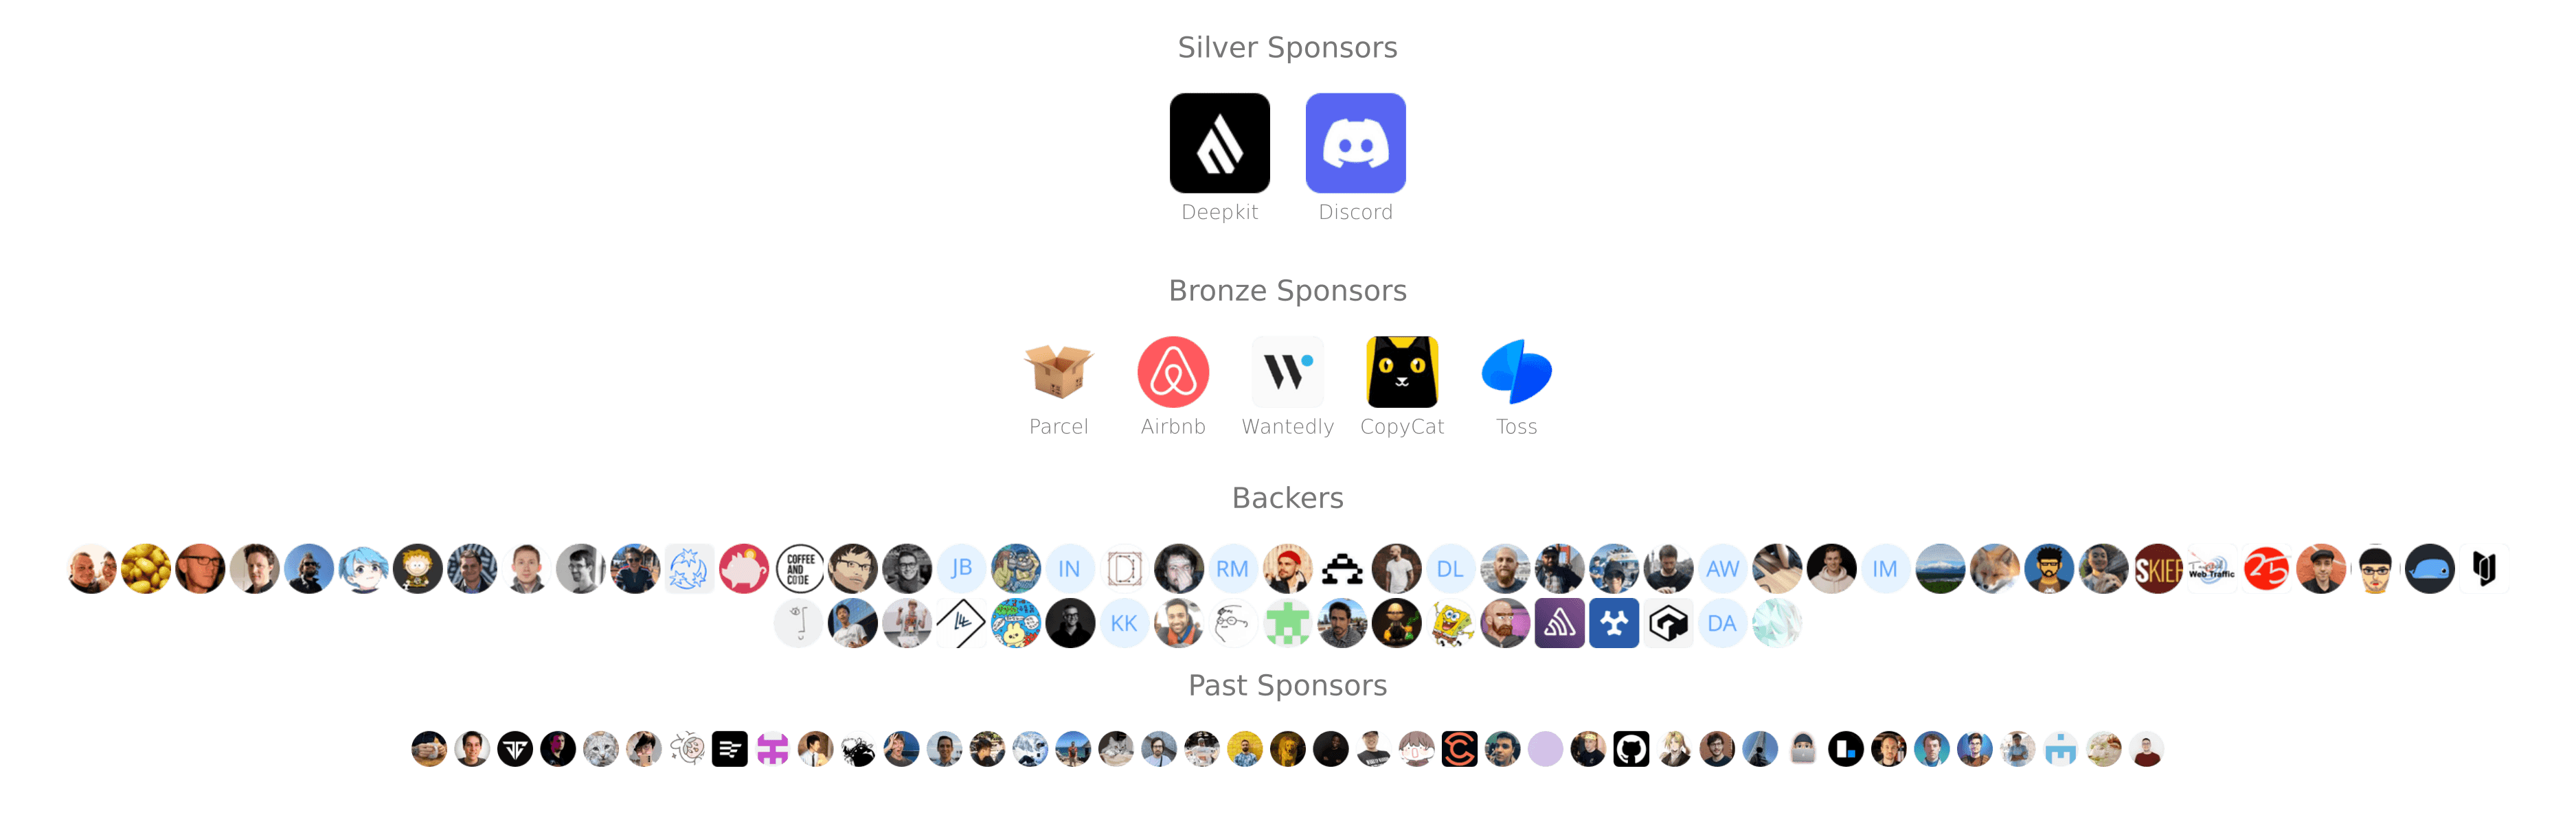 Silver Sponsors
Deepkit Discord
Bronze Sponsors
Parcel Airbnb Wantedly CopyCat Toss
Backers
COFFEE
AND
CODE
JB IN RM DL AW IM SKIFF Web Traffic 25
KK DA
Past Sponsors